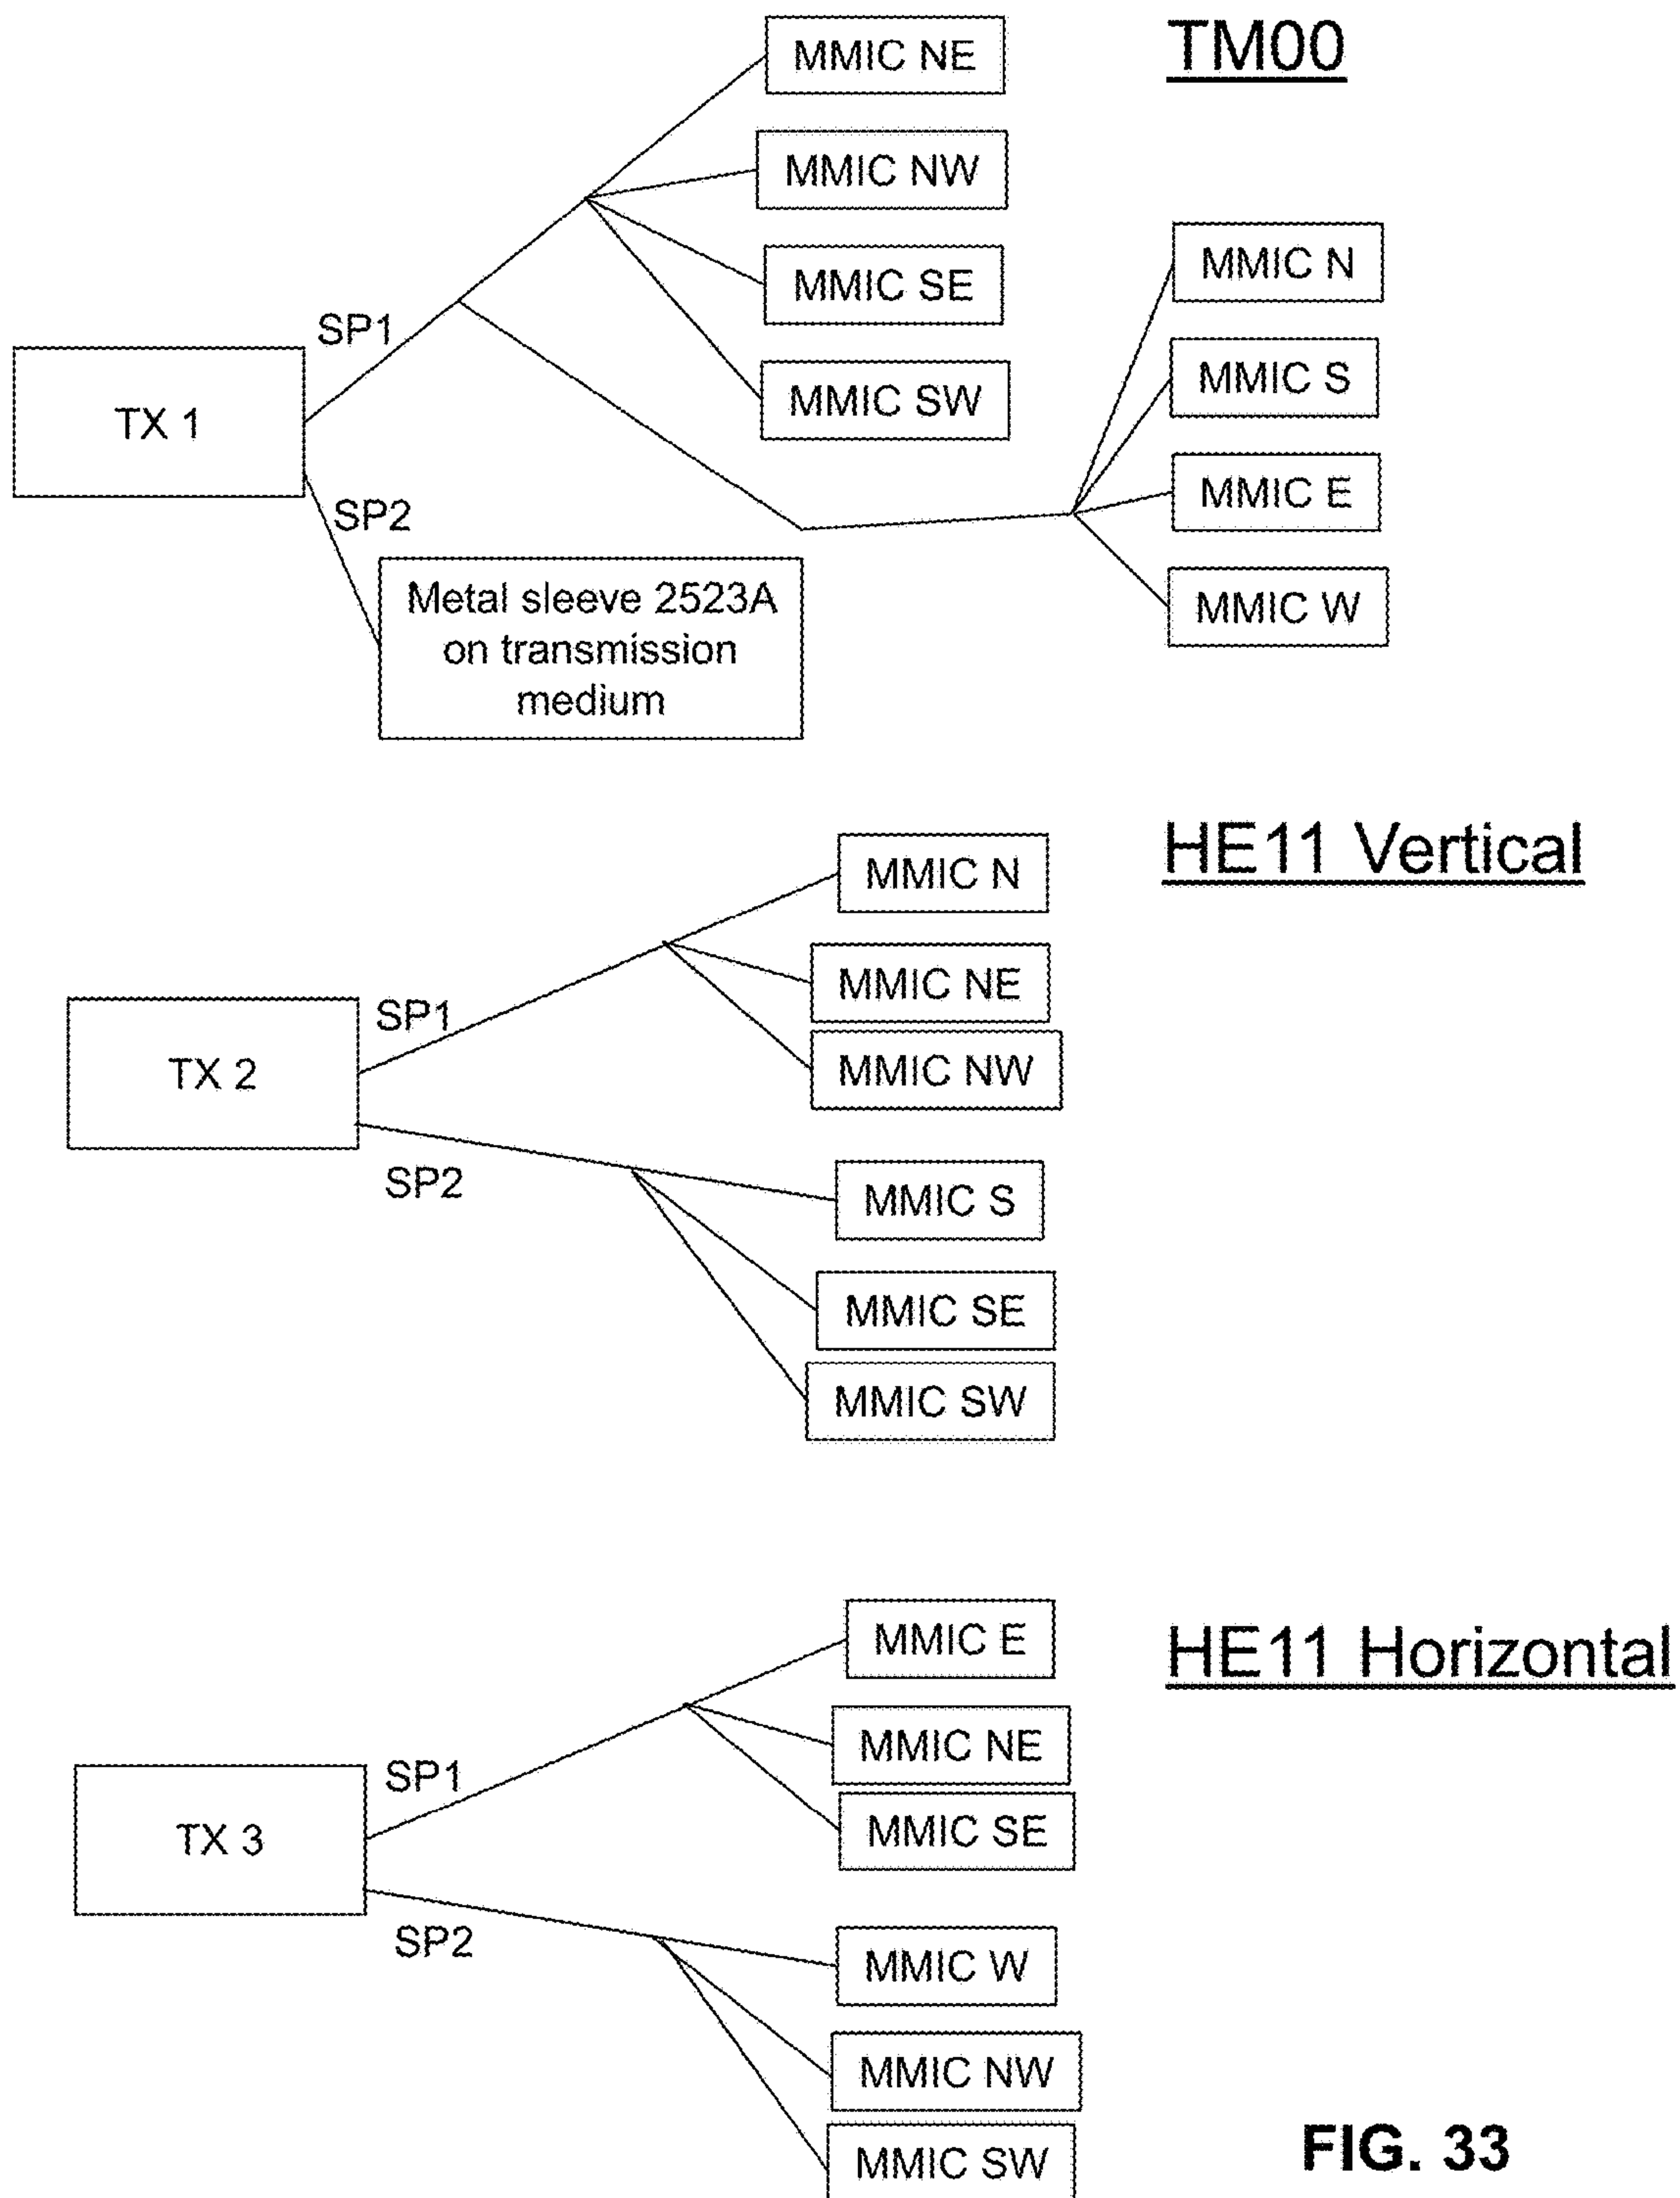 TM00
MMIC NE
MMIC NW
MMIC SE
MMIC SW
MMIC N
MMIC S
MMIC E
MMIC W
SP1
TX 1
SP2
Metal sleeve 2523A
on transmission
medium
HE11 Vertical
MMIC N
MMIC NE
MMIC NW
SP1
TX 2
SP2
MMIC S
MMIC SE
MMIC SW
HE11 Horizontal
MMIC E
MMIC NE
MMIC SE
SP1
TX 3
SP2
MMIC W
MMIC NW
MMIC SW
FIG. 33